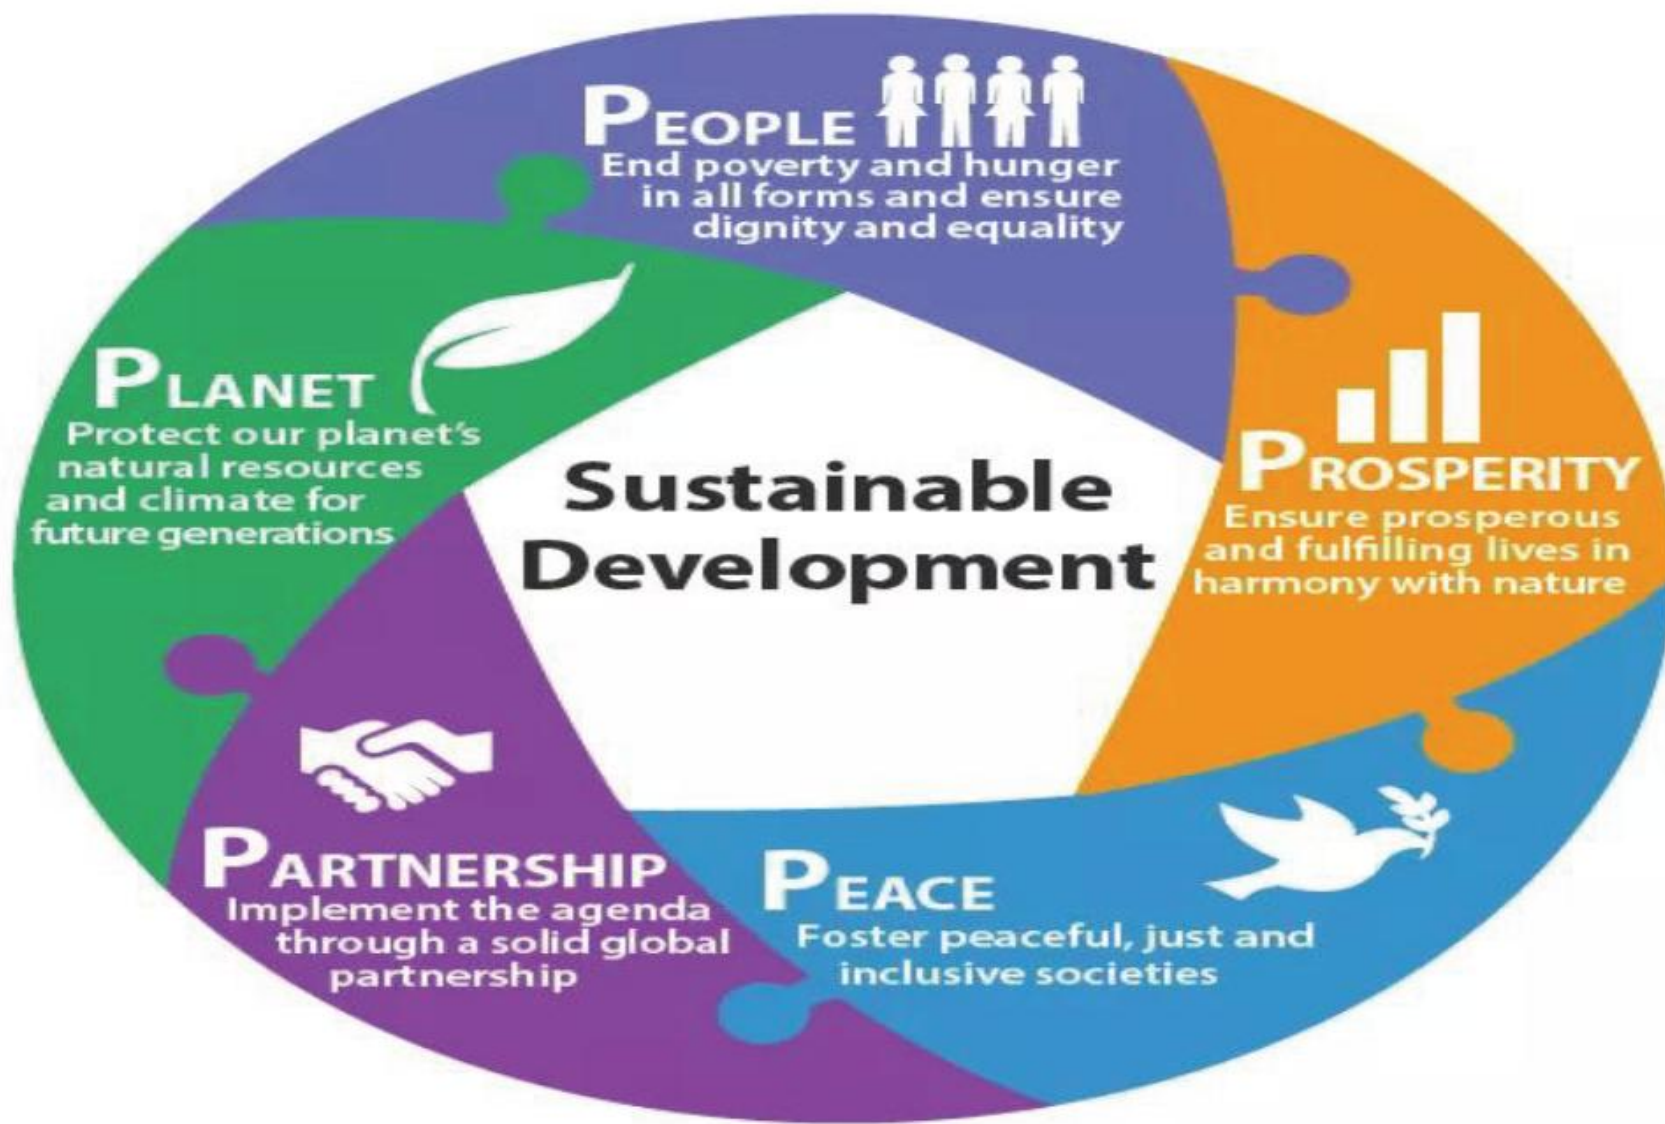 PEOPLE
End poverty and hunger
in all forms and ensure
dignity and equality
PROSPERITY
Ensure prosperous
and fulfilling lives in
harmony with nature
PEACE
Foster peaceful, just and
inclusive societies
PARTNERSHIP
Implement the agenda
through a solid global
partnership
PLANET
Protect our planet's
natural resources
and climate for
future generations
Sustainable
Development